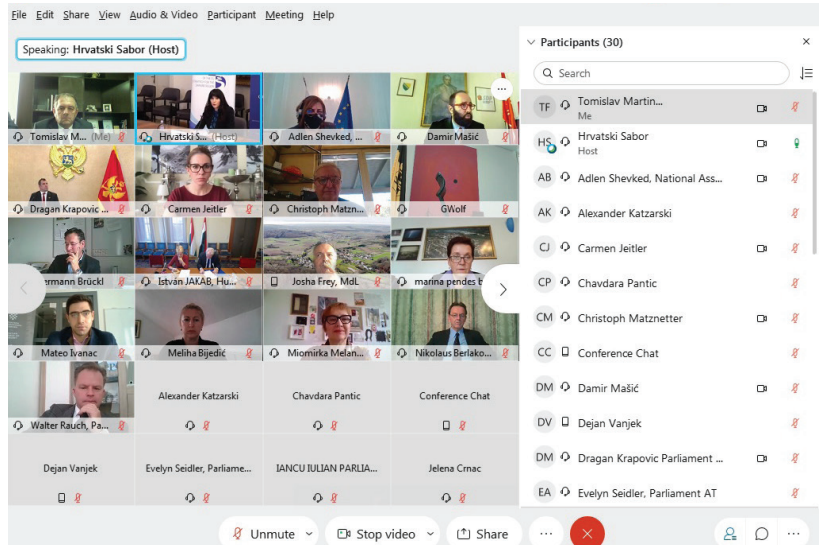 File Edit Share View Audio & Video Participant Meeting Help
Speaking: Hrvatski Sabor (Host)
Tomislav M... (Me)
Hrvatski S... (Host)
Adlen Shevked, ...
Damir Mašić
Dragan Krapovic ...
Carmen Jeitler
Christoph Matzn...
GWolf
ermann Brückl
István JAKAB, Hu...
Josha Frey, MdL
marina pendes b
Mateo Ivanac
Meliha Bijedić
Miomirka Melan...
Nikolaus Berlako...
Walter Rauch, Pa...
Alexander Katzarski
Chavdara Pantic
Conference Chat
Dejan Vanjek
Evelyn Seidler, Parliame...
IANCU IULIAN PARLIA...
Jelena Crnac
Unmute
Stop video
Share
Participants (30)
Search
TF Tomislav Martin...
Me
HS Hrvatski Sabor
Host
AB Adlen Shevked, National Ass...
AK Alexander Katzarski
CJ Carmen Jeitler
CP Chavdara Pantic
CM Christoph Matznetter
CC Conference Chat
DM Damir Mašić
DV Dejan Vanjek
DM Dragan Krapovic Parliament ...
EA Evelyn Seidler, Parliament AT